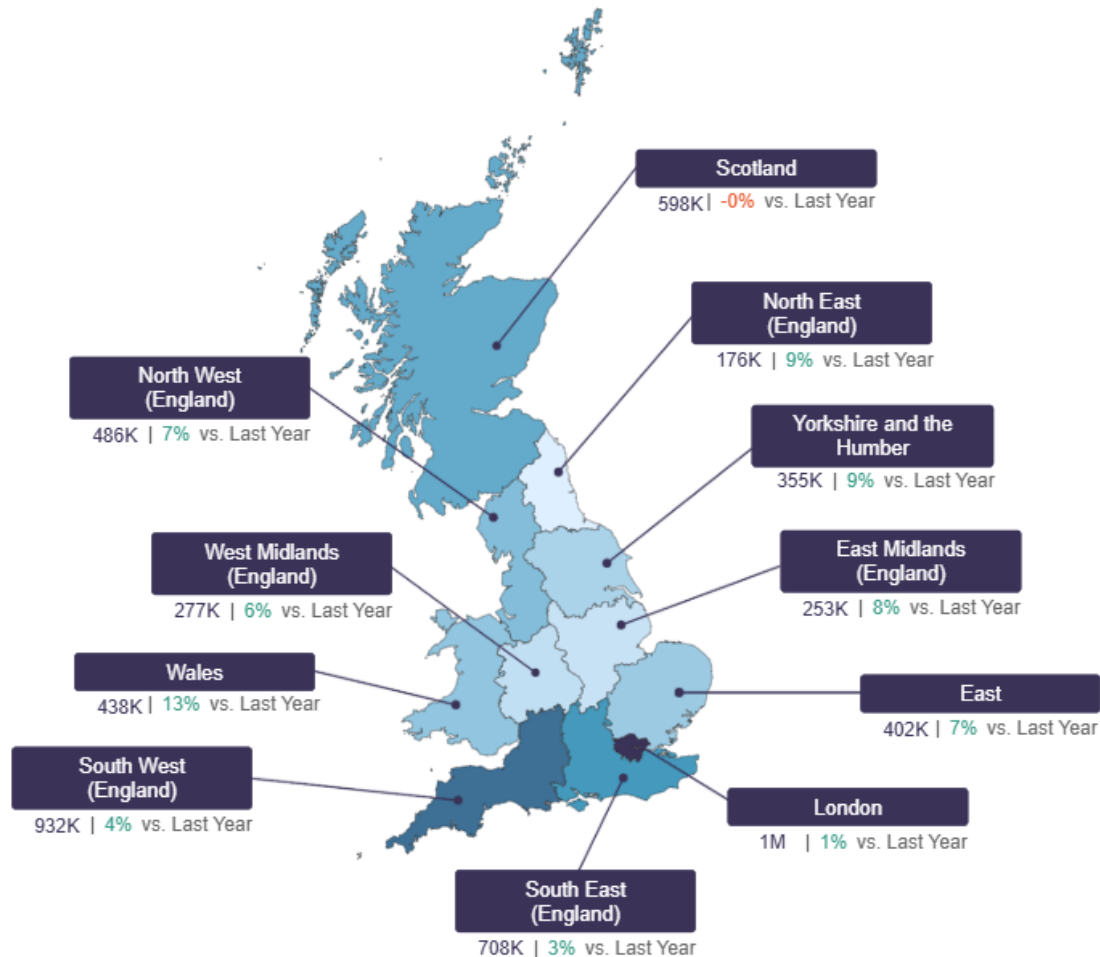 Scotland
598K | -0% vs. Last Year
North East
(England)
176K | 9% vs. Last Year
North West
(England)
486K | 7% vs. Last Year
Yorkshire and the
Humber
355K | 9% vs. Last Year
West Midlands
(England)
277K | 6% vs. Last Year
East Midlands
(England)
253K | 8% vs. Last Year
Wales
438K | 13% vs. Last Year
East
402K | 7% vs. Last Year
South West
(England)
932K | 4% vs. Last Year
London
1M | 1% vs. Last Year
South East
(England)
708K | 3% vs. Last Year